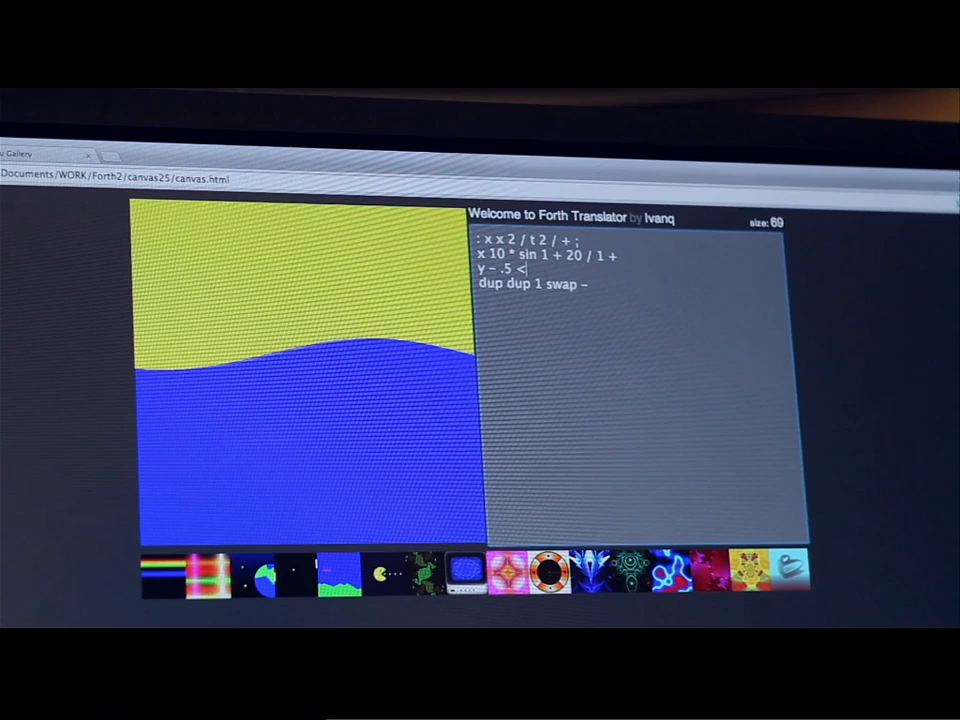 u Gallery
Documents/WORK/Forth2/canvas25/canvas.html
Welcome to Forth Translator by Ivanq
size: 69
: x x 2 / t 2 / + ;
x 10 * sin 1 + 20 / 1 +
y - .5 <
dup dup 1 swap -